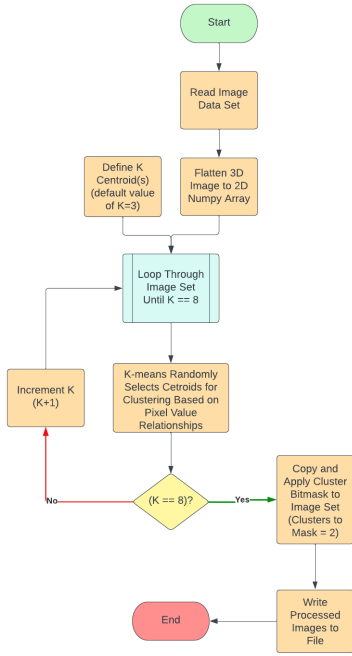 Start
Read Image
Data Set
Define K
Centroid(s)
(default value
of K=3)
Flatten 3D
Image to 2D
Numpy Array
Loop Through
Image Set
Until K == 8
Increment K
(K+1)
K-means Randomly
Selects Cetroids for
Clustering Based on
Pixel Value
Relationships
No
(K == 8)?
Yes
Copy and
Apply Cluster
Bitmask to
Image Set
(Clusters to
Mask = 2)
End
Write
Processed
Images to
File